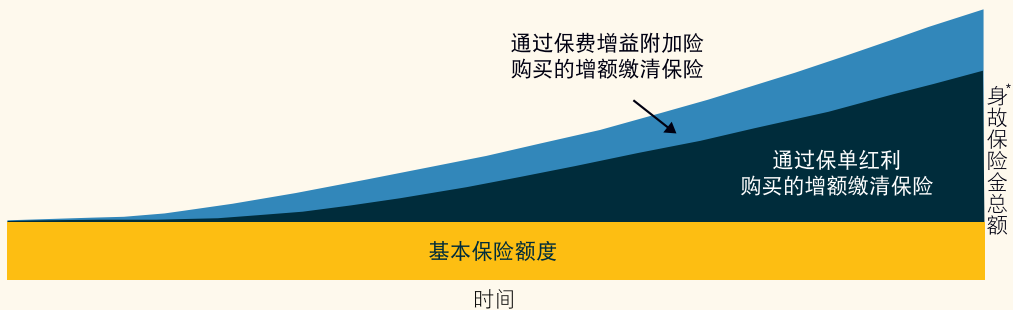 通过保费增益附加险
购买的增额缴清保险
通过保单红利
购买的增额缴清保险
身故保险金总额*
基本保险额度
时间